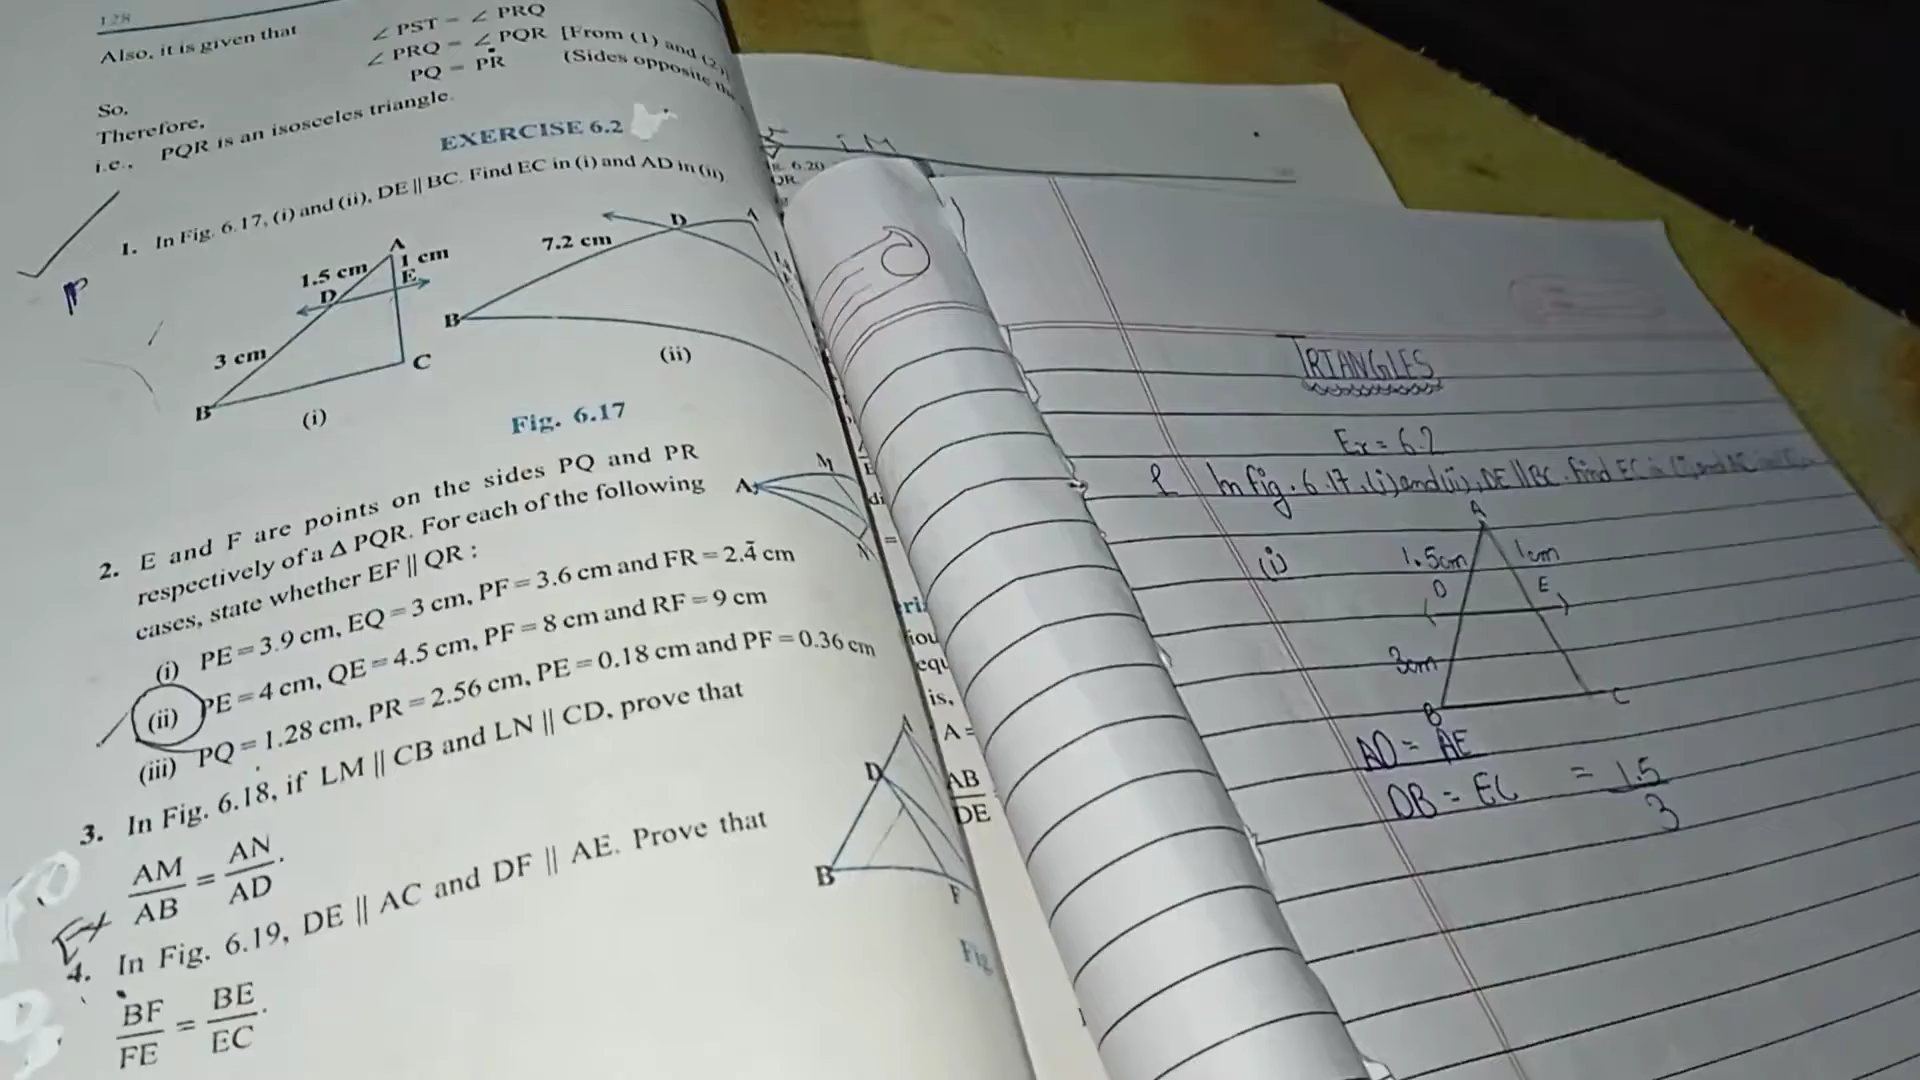 128
Also, it is given that
∠ PST = ∠ PRQ
So,
∠ PRQ = ∠ PQR [From (1) and (2)]
Therefore,
PQ = PR (Sides opposite the
i.e., PQR is an isosceles triangle.
EXERCISE 6.2
1. In Fig. 6.17, (i) and (ii), DE || BC. Find EC in (i) and AD in (ii).
A
1.5 cm
1 cm
D
E
3 cm
B
C
(i)
7.2 cm
D
A
B
(ii)
Fig. 6.17
2. E and F are points on the sides PQ and PR
respectively of a Δ PQR. For each of the following
cases, state whether EF || QR :
(i) PE = 3.9 cm, EQ = 3 cm, PF = 3.6 cm and FR = 2.4 cm
(ii) PE = 4 cm, QE = 4.5 cm, PF = 8 cm and RF = 9 cm
(iii) PQ = 1.28 cm, PR = 2.56 cm, PE = 0.18 cm and PF = 0.36 cm
3. In Fig. 6.18, if LM || CB and LN || CD, prove that
AM/AB = AN/AD.
A
M
N
4. In Fig. 6.19, DE || AC and DF || AE. Prove that
BF/FE = BE/EC.
A
D
B
F
Fig
6.20
QR
is,
A =
AB
DE
TRIANGLES
Ex = 6.2
1 In fig. 6.17, (i) and (ii), DE || BC. Find EC in (i) and
(i)
A
1.5cm
1cm
D
E
3cm
B
C
AD = AE
DB = EC = 1.5/3